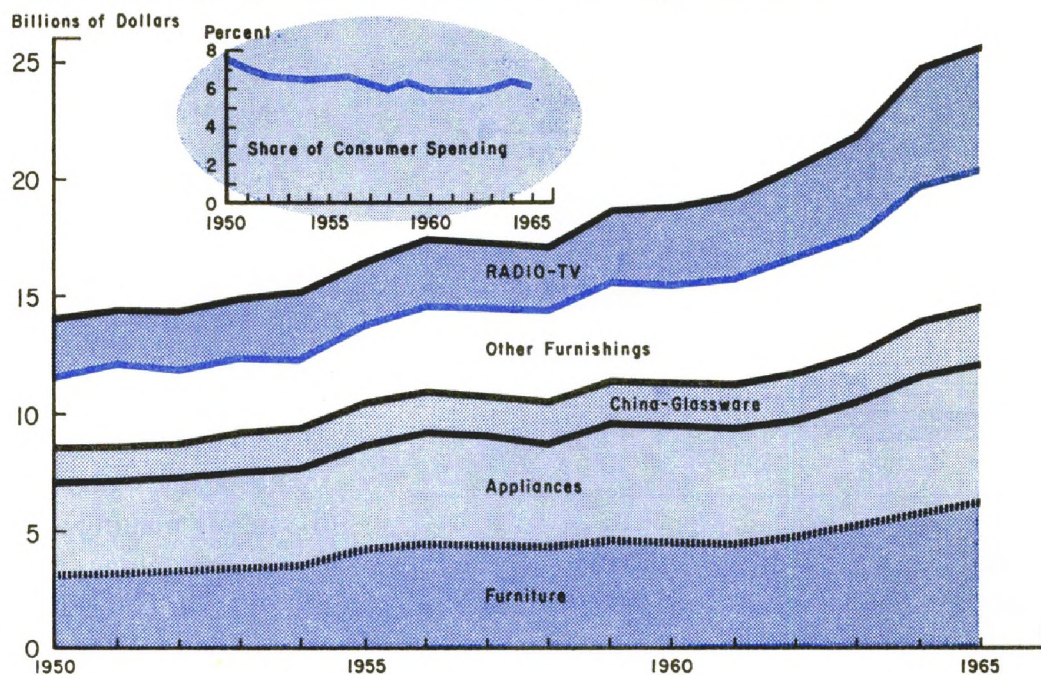 Billions of Dollars
25
20
15
10
5
0
Percent
8
6
4
2
0
Share of Consumer Spending
1950 1955 1960 1965
RADIO-TV
Other Furnishings
China-Glassware
Appliances
Furniture
1950 1955 1960 1965